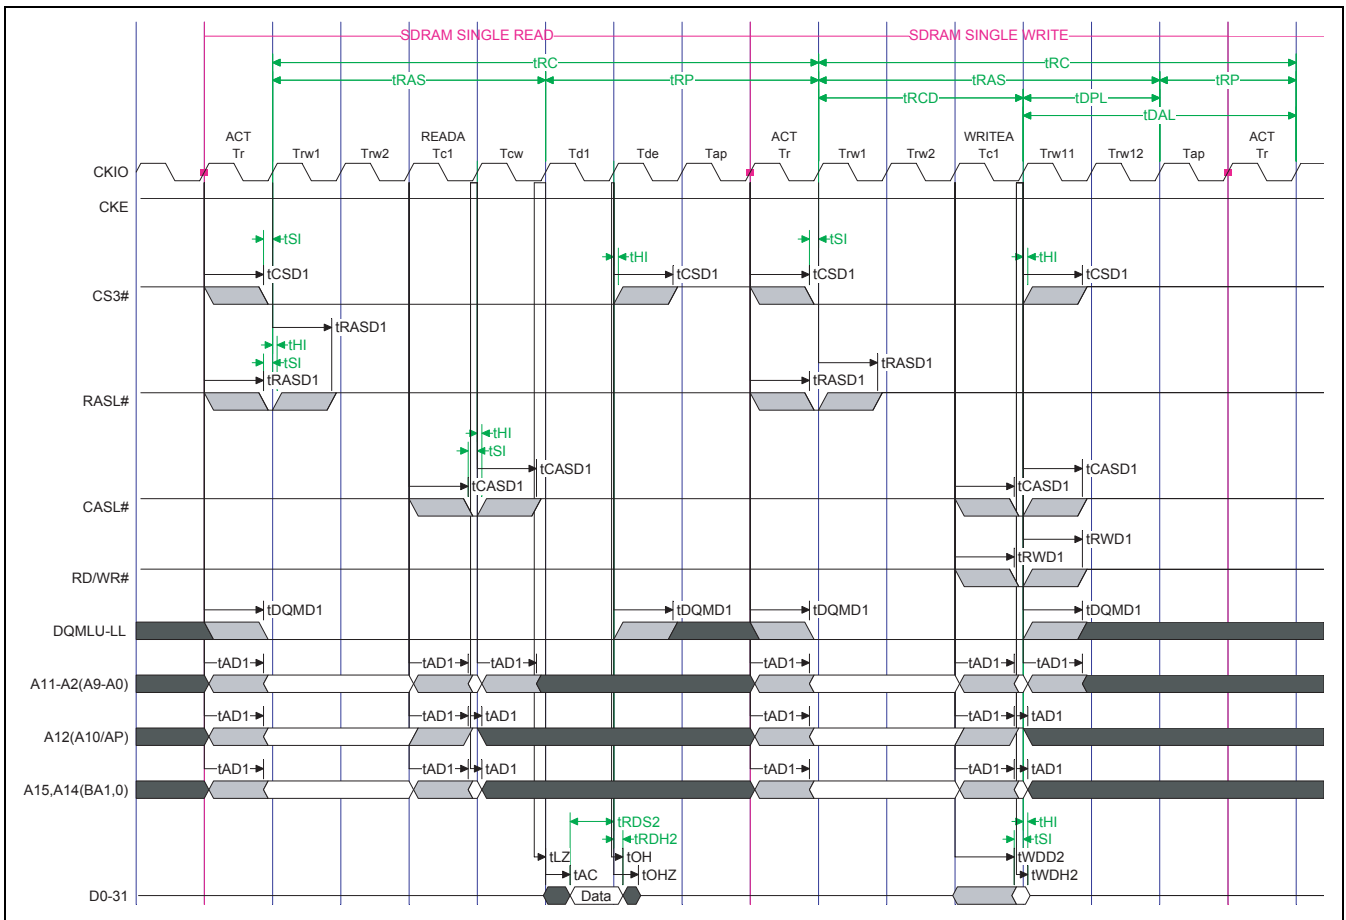 SDRAM SINGLE READ SDRAM SINGLE WRITE
tRC tRC
tRAS tRP tRAS tRP
tRCD tDPL
tDAL
ACT READA ACT WRITEA ACT
Tr Trw1 Trw2 Tc1 Tcw Td1 Tde Tap Tr Trw1 Trw2 Tc1 Trw11 Trw12 Tap Tr
CKIO
CKE
tSI tSI
tHI tHI
tCSD1 tCSD1 tCSD1 tCSD1
CS3#
tRASD1
tHI
tSI tRASD1
tRASD1 tRASD1
RASL#
tHI
tSI
tCASD1 tCASD1
tCASD1 tCASD1
CASL#
tRWD1
tRWD1
RD/WR#
tDQMD1 tDQMD1 tDQMD1 tDQMD1
DQMLU-LL
tAD1 tAD1 tAD1 tAD1 tAD1 tAD1
A11-A2(A9-A0)
tAD1 tAD1 tAD1 tAD1 tAD1 tAD1
A12(A10/AP)
tAD1 tAD1 tAD1 tAD1 tAD1 tAD1
A15,A14(BA1,0)
tRDS2 tHI
tRDH2 tSI
tLZ tOH tWDD2
tAC tOHZ tWDH2
D0-31 Data